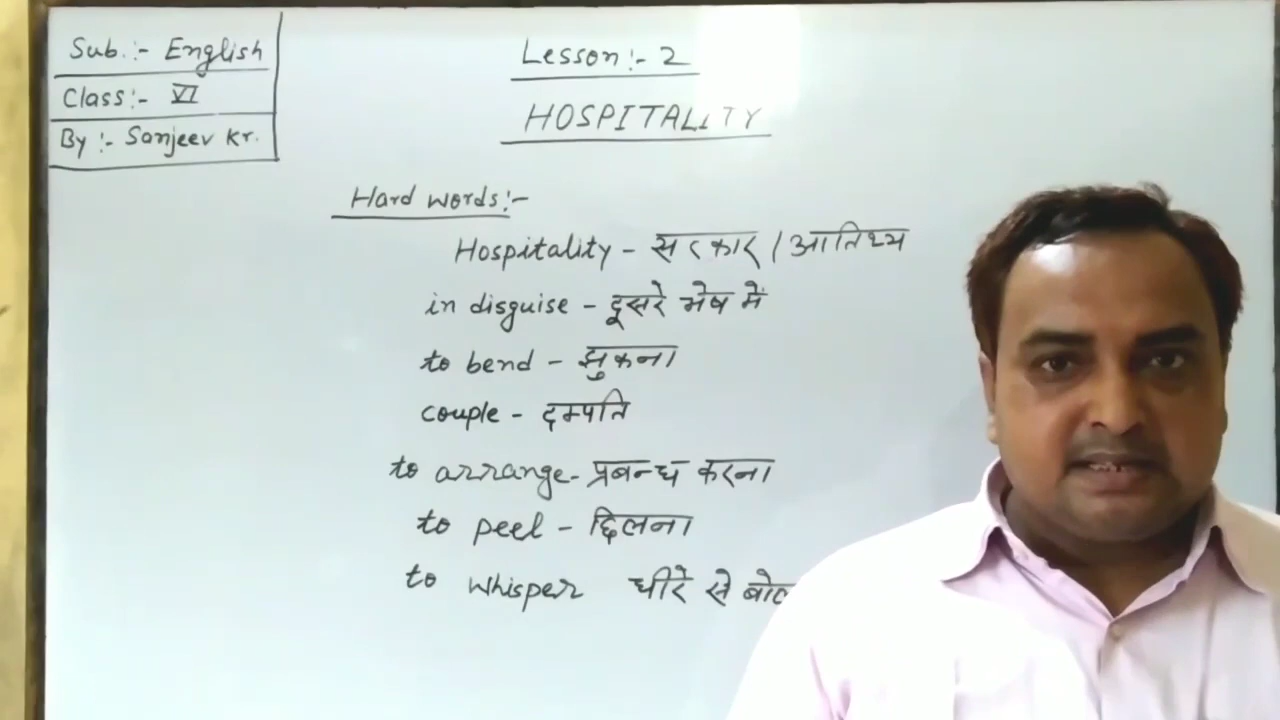 Sub.:- English
Class:- VI
By:- Sanjeev Kr.
Lesson:- 2
HOSPITALITY
Hard words:-
Hospitality - सत्कार / आतिथ्य
in disguise - दूसरे भेष में
to bend - झुकना
couple - दम्पति
to arrange - प्रबन्ध करना
to peel - छिलना
to whisper धीरे से